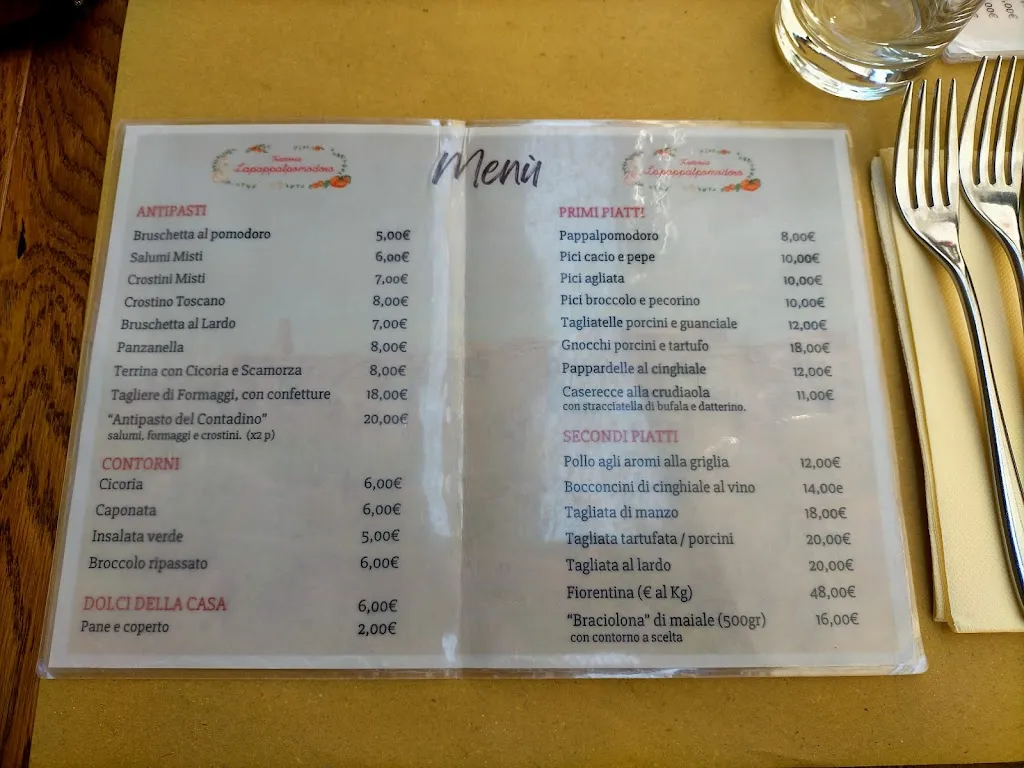 Lapappalpomodoro
Menù
Lapappalpomodoro
ANTIPASTI
Bruschetta al pomodoro 5,00€
Salumi Misti 6,00€
Crostini Misti 7,00€
Crostino Toscano 8,00€
Bruschetta al Lardo 7,00€
Panzanella 8,00€
Terrina con Cicoria e Scamorza 8,00€
Tagliere di Formaggi, con confetture 18,00€
"Antipasto del Contadino" 20,00€
salumi, formaggi e crostini. (x2 p)
CONTORNI
Cicoria 6,00€
Caponata 6,00€
Insalata verde 5,00€
Broccolo ripassato 6,00€
DOLCI DELLA CASA 6,00€
Pane e coperto 2,00€
PRIMI PIATTI
Pappalpomodoro 8,00€
Pici cacio e pepe 10,00€
Pici agliata 10,00€
Pici broccolo e pecorino 10,00€
Tagliatelle porcini e guanciale 12,00€
Gnocchi porcini e tartufo 18,00€
Pappardelle al cinghiale 12,00€
Caserecce alla crudiaola 11,00€
con stracciatella di bufala e datterino.
SECONDI PIATTI
Pollo agli aromi alla griglia 12,00€
Bocconcini di cinghiale al vino 14,00e
Tagliata di manzo 18,00€
Tagliata tartufata / porcini 20,00€
Tagliata al lardo 20,00€
Fiorentina (€ al Kg) 48,00€
"Braciolona" di maiale (500gr) 16,00€
con contorno a scelta